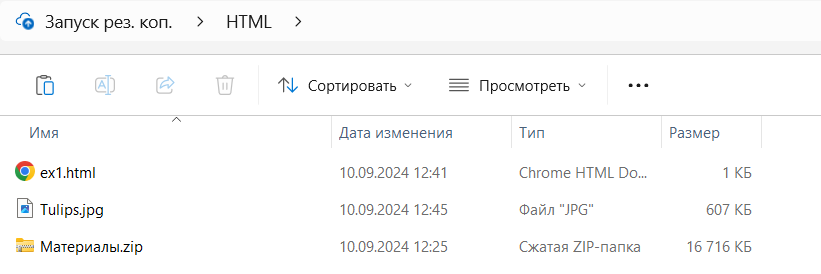 Запуск рез. коп. > HTML >
Сортировать Просмотреть
Имя Дата изменения Тип Размер
ex1.html 10.09.2024 12:41 Chrome HTML Do... 1 КБ
Tulips.jpg 10.09.2024 12:45 Файл "JPG" 607 КБ
Материалы.zip 10.09.2024 12:25 Сжатая ZIP-папка 16 716 КБ